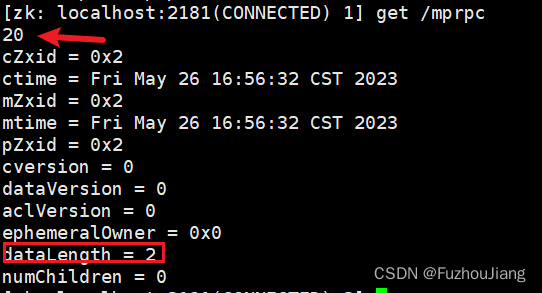 [zk: localhost:2181(CONNECTED) 1] get /mprpc
20
cZxid = 0x2
ctime = Fri May 26 16:56:32 CST 2023
mZxid = 0x2
mtime = Fri May 26 16:56:32 CST 2023
pZxid = 0x2
cversion = 0
dataVersion = 0
aclVersion = 0
ephemeralOwner = 0x0
dataLength = 2
numChildren = 0
CSDN @FuzhouJiang